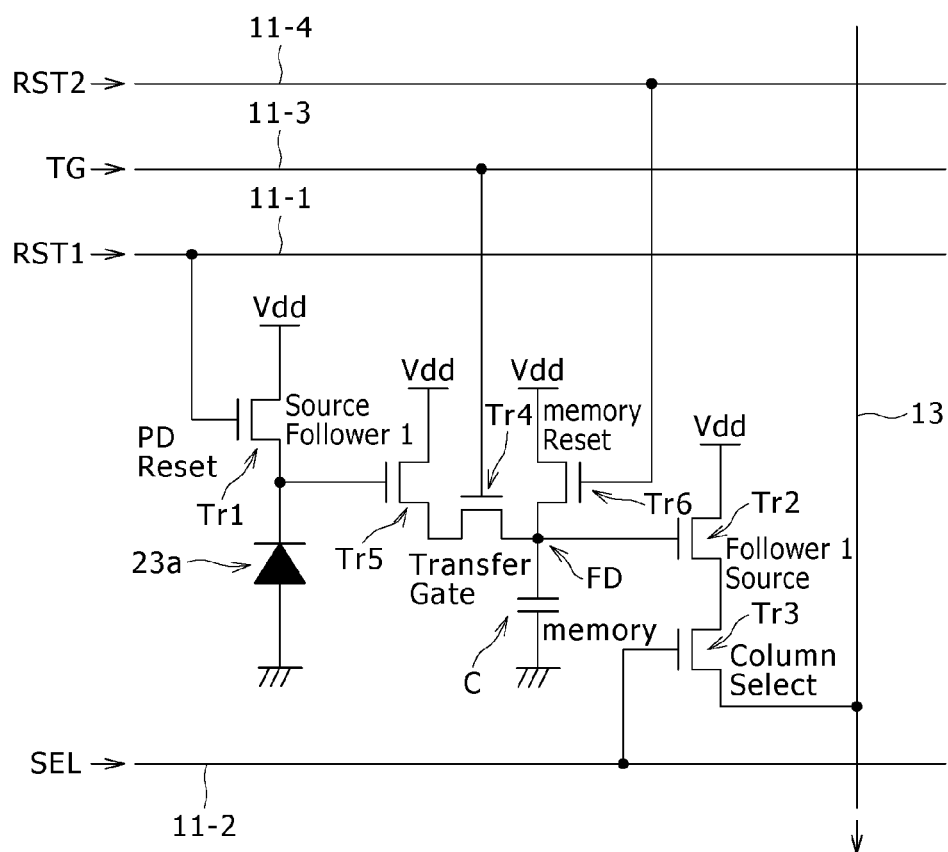 11-4
RST2
11-3
TG
11-1
RST1
Vdd
Vdd
Vdd
Source
Follower 1
Tr4
memory
Reset
13
Vdd
PD
Reset
Tr1
Tr6
Tr2
23a
Tr5
Transfer
Gate
FD
Follower 1
Source
Tr3
C
memory
Column
Select
SEL
11-2